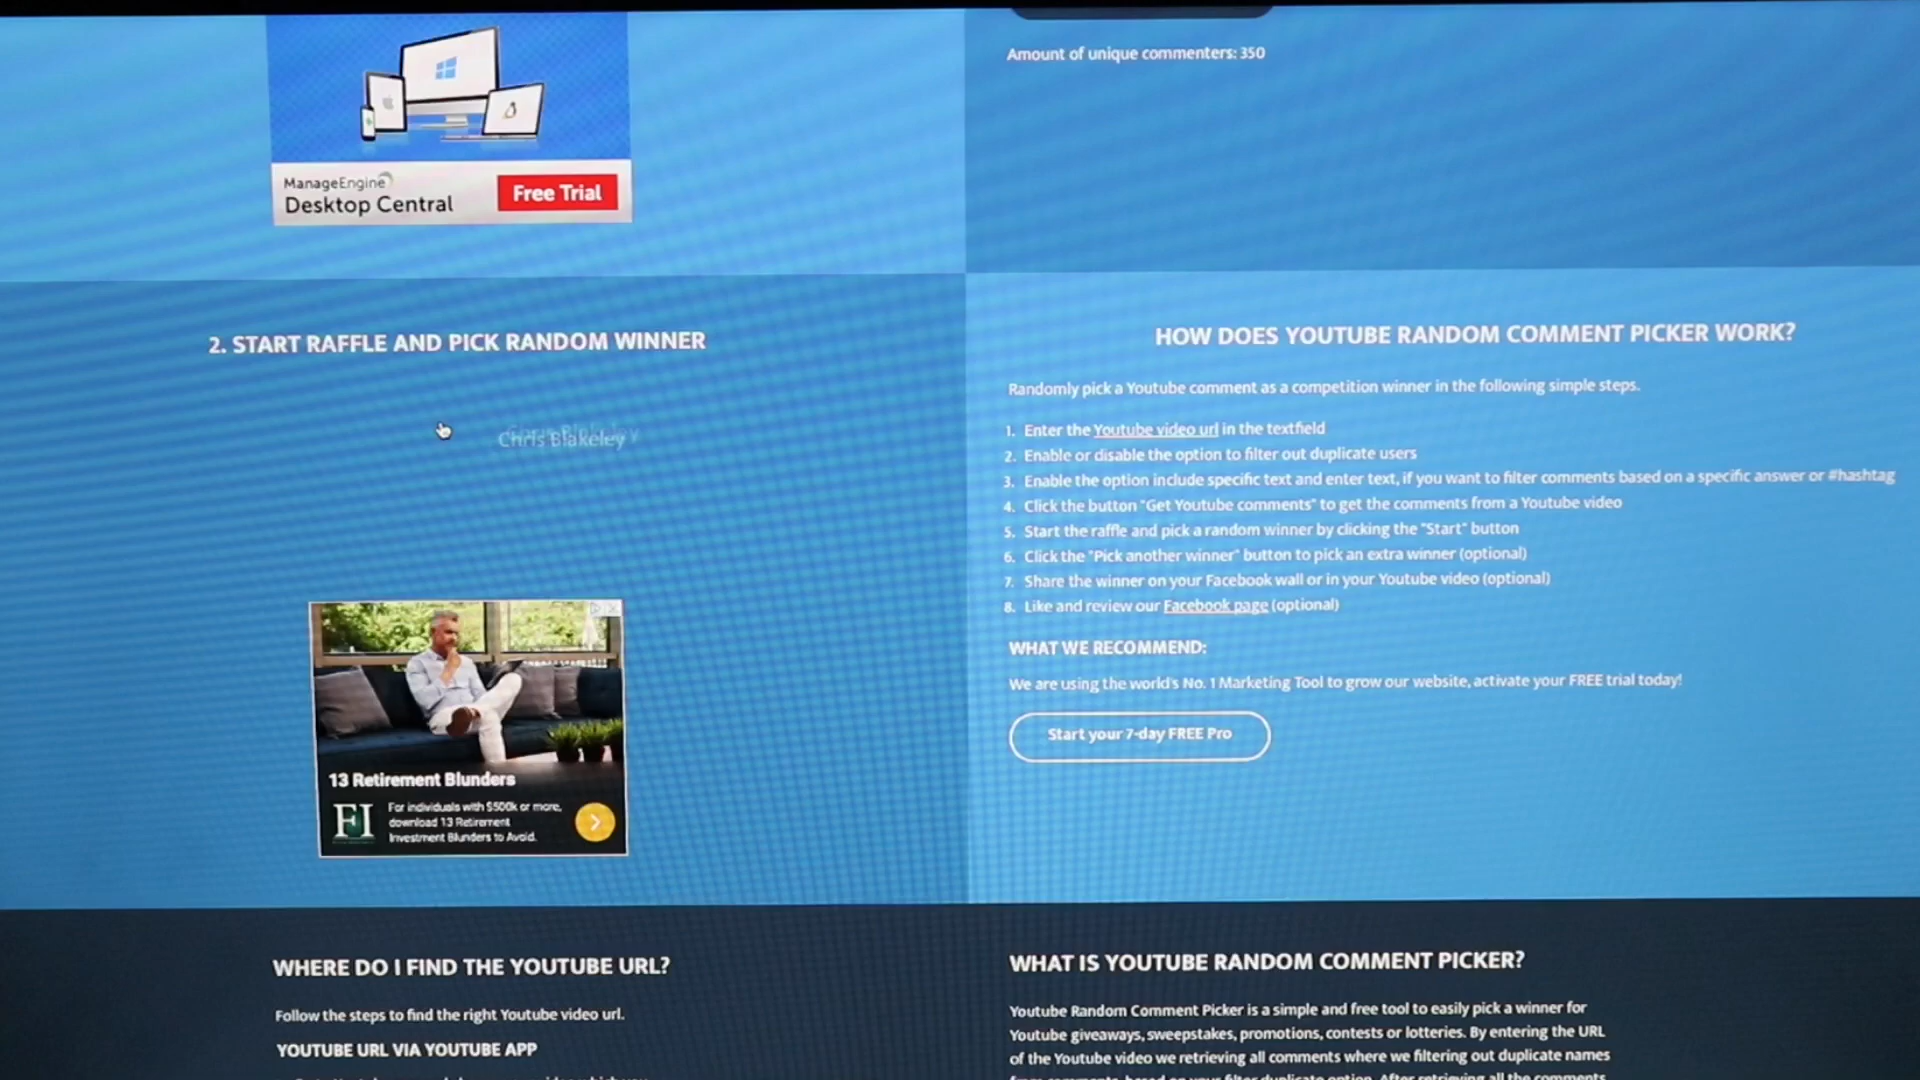 Amount of unique commenters: 350
ManageEngine
Desktop Central
Free Trial
2. START RAFFLE AND PICK RANDOM WINNER
Chris Blakeley
13 Retirement Blunders
FI
For individuals with $500k or more,
download 13 Retirement
Investment Blunders to Avoid.
HOW DOES YOUTUBE RANDOM COMMENT PICKER WORK?
Randomly pick a Youtube comment as a competition winner in the following simple steps.
1. Enter the Youtube video url in the textfield
2. Enable or disable the option to filter out duplicate users
3. Enable the option include specific text and enter text, if you want to filter comments based on a specific answer or #hashtag
4. Click the button "Get Youtube comments" to get the comments from a Youtube video
5. Start the raffle and pick a random winner by clicking the "Start" button
6. Click the "Pick another winner" button to pick an extra winner (optional)
7. Share the winner on your Facebook wall or in your Youtube video (optional)
8. Like and review our Facebook page (optional)
WHAT WE RECOMMEND:
We are using the world's No. 1 Marketing Tool to grow our website, activate your FREE trial today!
Start your 7-day FREE Pro
WHERE DO I FIND THE YOUTUBE URL?
Follow the steps to find the right Youtube video url.
YOUTUBE URL VIA YOUTUBE APP
WHAT IS YOUTUBE RANDOM COMMENT PICKER?
Youtube Random Comment Picker is a simple and free tool to easily pick a winner for
Youtube giveaways, sweepstakes, promotions, contests or lotteries. By entering the URL
of the Youtube video we retrieving all comments where we filtering out duplicate names